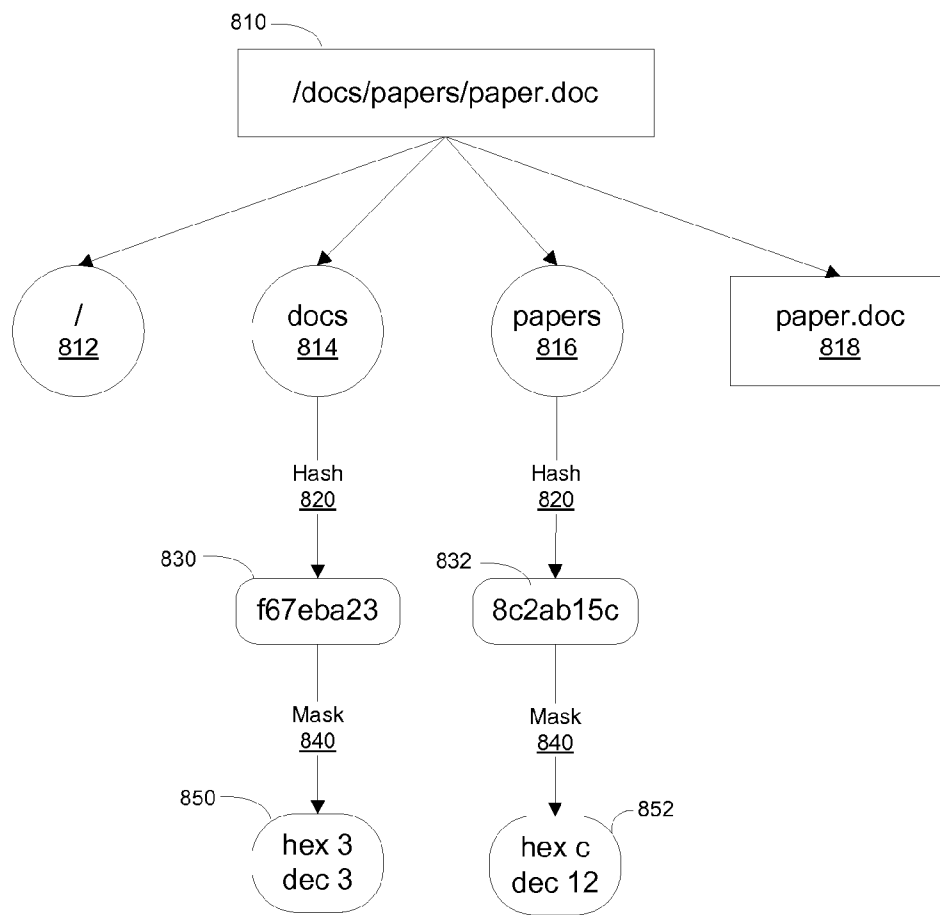 810
/docs/papers/paper.doc
/
812
docs
814
papers
816
paper.doc
818
Hash
820
Hash
820
830
f67eba23
832
8c2ab15c
Mask
840
Mask
840
850
hex 3
dec 3
852
hex c
dec 12